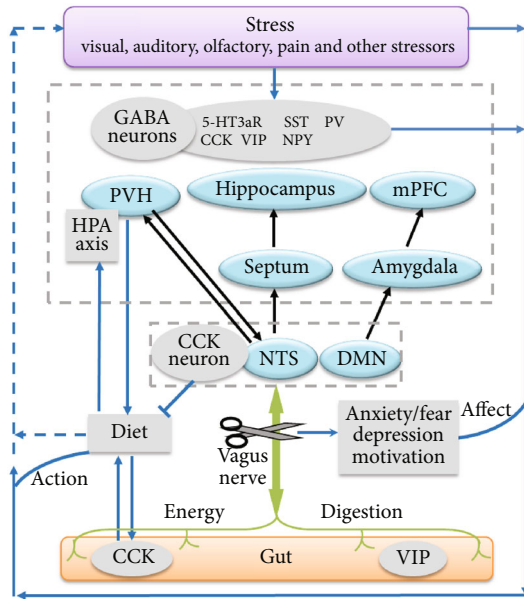 Stress
visual, auditory, olfactory, pain and other stressors
GABA
neurons
5-HT3aR SST PV
CCK VIP NPY
PVH
Hippocampus
mPFC
HPA
axis
Septum
Amygdala
CCK
neuron
NTS
DMN
Diet
Vagus
nerve
Anxiety/fear
depression
motivation
Affect
Action
Energy
Digestion
CCK
Gut
VIP